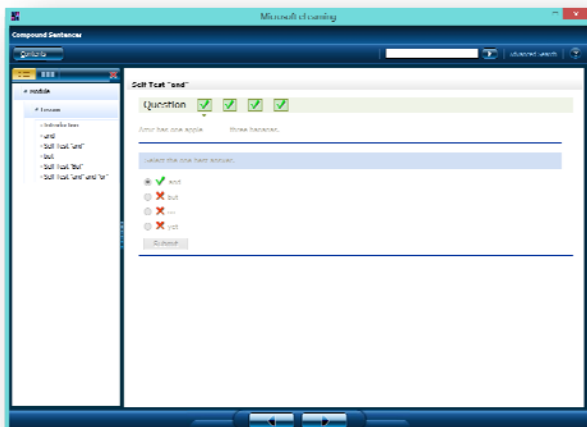 Microsoft eLearning
Compound Sentences
Contents
Advanced Search
Module
Lesson
Introduction
and
Self Test "and"
but
Self Test "But"
Self Test "and" and "or"
Self Test "and"
Question
has one apple three bananas.
Select the one best answer.
and
but
or
yet
Submit